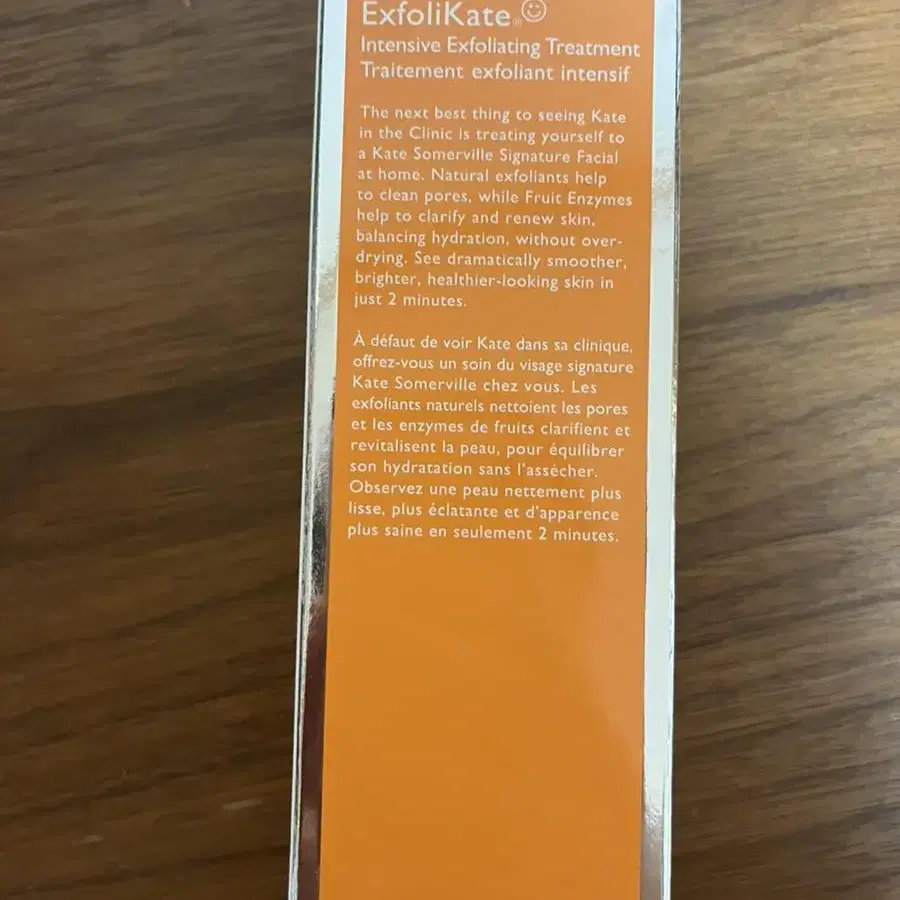 ExfoliKate®
Intensive Exfoliating Treatment
Traitement exfoliant intensif
The next best thing to seeing Kate
in the Clinic is treating yourself to
a Kate Somerville Signature Facial
at home. Natural exfoliants help
to clean pores, while Fruit Enzymes
help to clarify and renew skin,
balancing hydration, without over-
drying. See dramatically smoother,
brighter, healthier-looking skin in
just 2 minutes.
À défaut de voir Kate dans sa clinique,
offrez-vous un soin du visage signature
Kate Somerville chez vous. Les
exfoliants naturels nettoient les pores
et les enzymes de fruits clarifient et
revitalisent la peau, pour équilibrer
son hydratation sans l'assécher.
Observez une peau nettement plus
lisse, plus éclatante et d'apparence
plus saine en seulement 2 minutes.